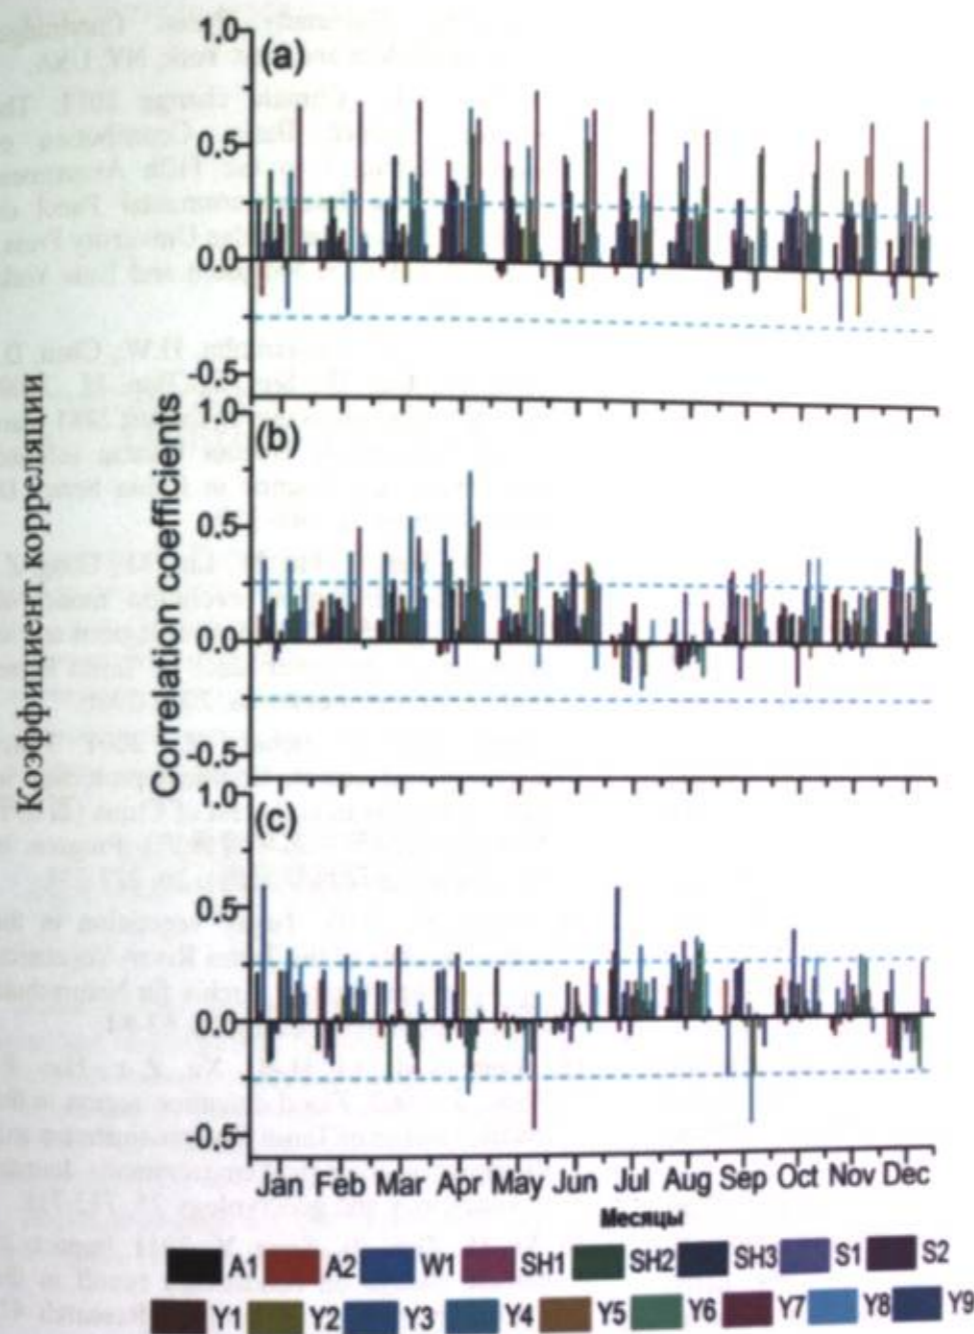 (a)
1.0
0.5
0.0
-0.5
(b)
1.0
0.5
0.0
-0.5
(c)
1.0
0.5
0.0
-0.5
Коэффициент корреляции
Correlation coefficients
Jan Feb Mar Apr May Jun Jul Aug Sep Oct Nov Dec
Месяцы
A1 A2 W1 SH1 SH2 SH3 S1 S2
Y1 Y2 Y3 Y4 Y5 Y6 Y7 Y8 Y9